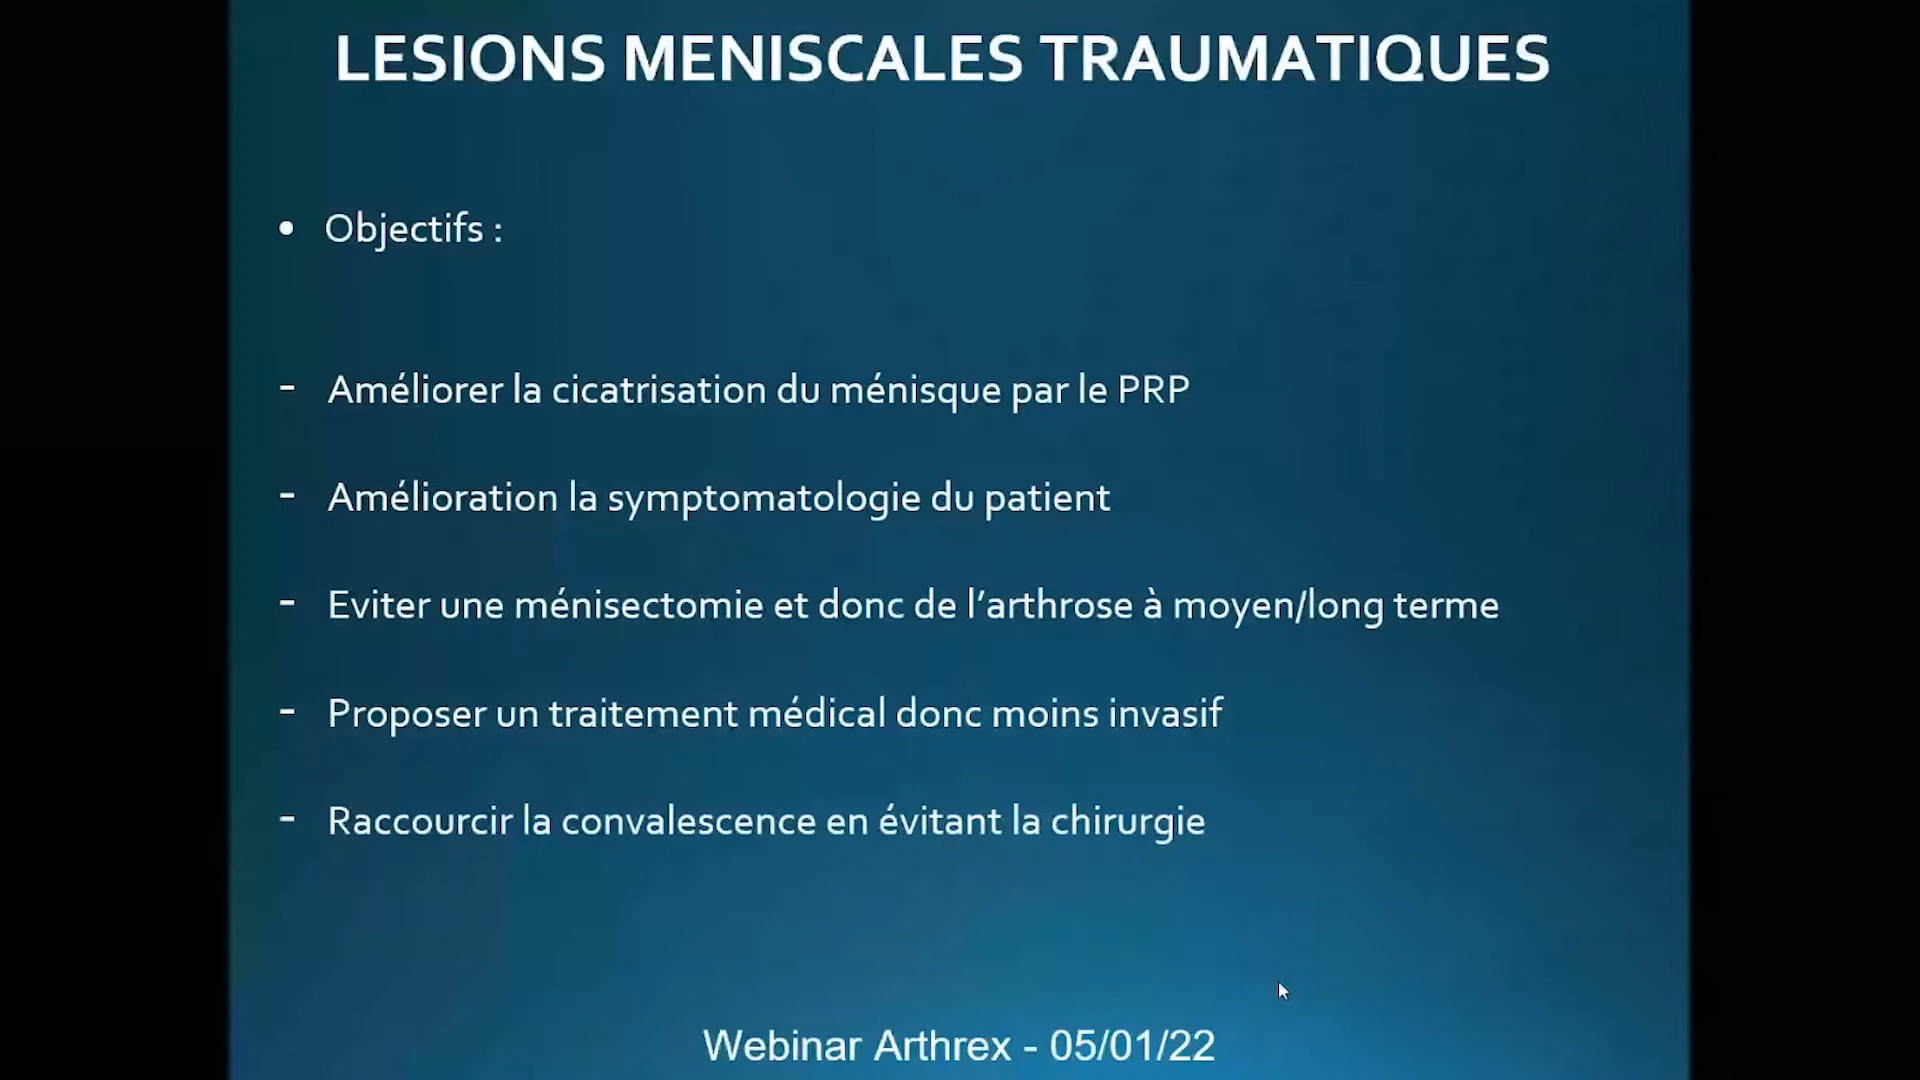 LESIONS MENISCALES TRAUMATIQUES
• Objectifs :
- Améliorer la cicatrisation du ménisque par le PRP
- Amélioration la symptomatologie du patient
- Eviter une ménisectomie et donc de l’arthrose à moyen/long terme
- Proposer un traitement médical donc moins invasif
- Raccourcir la convalescence en évitant la chirurgie
Webinar Arthrex - 05/01/22